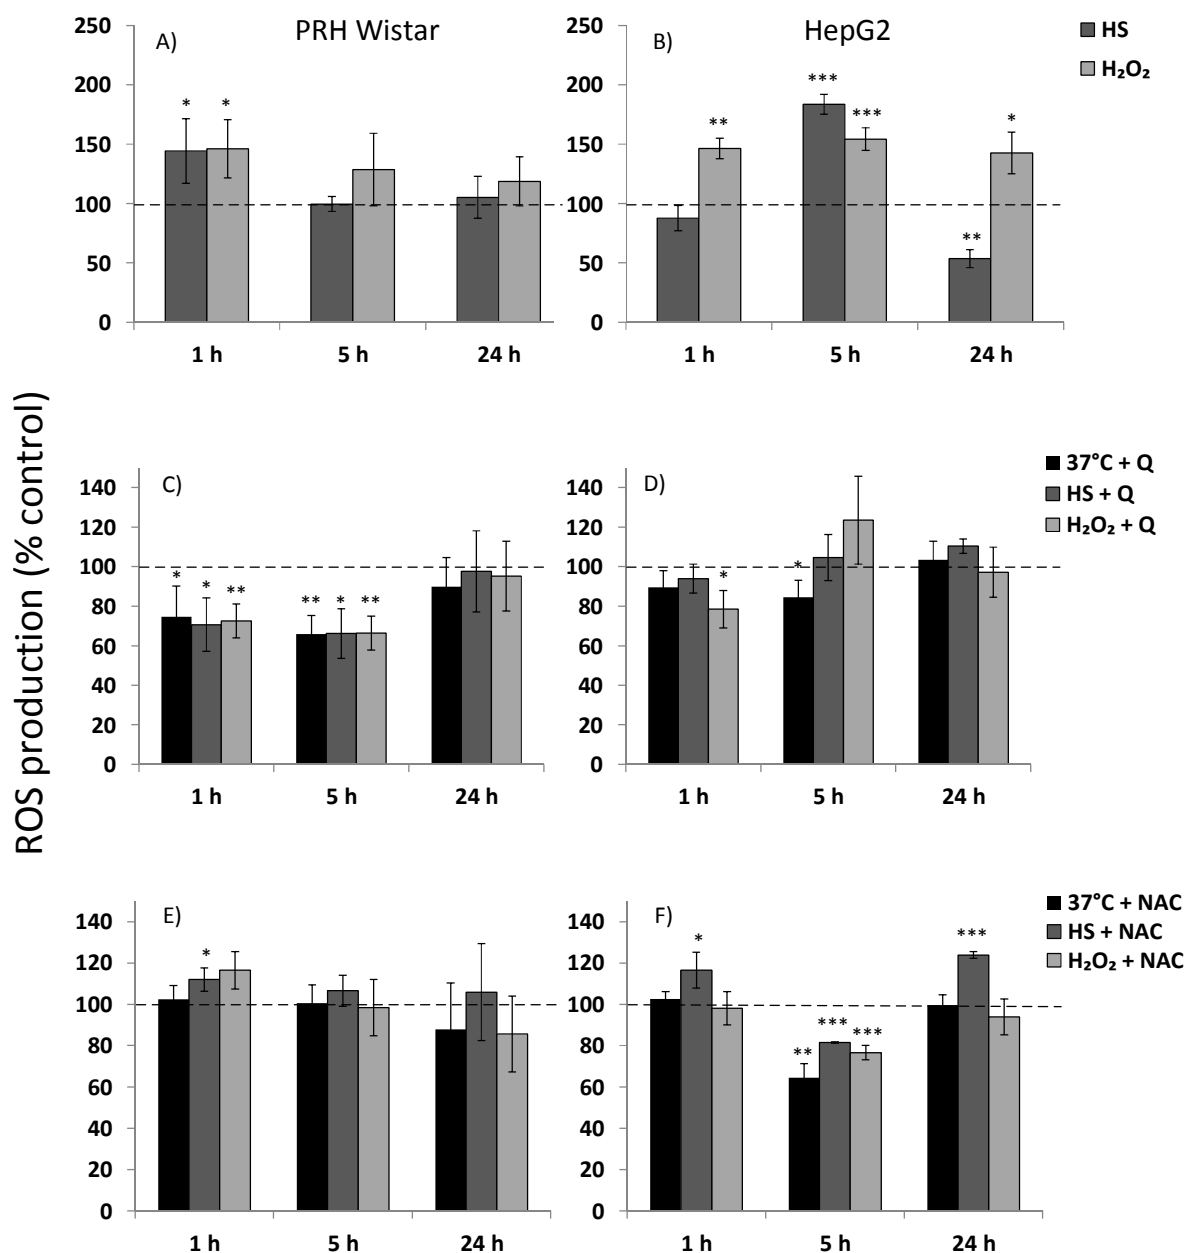 PRH Wistar
HepG2
A)
B)
HS
H₂O₂
250
200
150
100
50
0
* *
1 h 5 h 24 h
250
200
150
100
50
0
** *** *** ** *
1 h 5 h 24 h
ROS production (% control)
C)
D)
37°C + Q
HS + Q
H₂O₂ + Q
140
120
100
80
60
40
20
0
* * ** ** * **
1 h 5 h 24 h
140
120
100
80
60
40
20
0
* *
1 h 5 h 24 h
E)
F)
37°C + NAC
HS + NAC
H₂O₂ + NAC
140
120
100
80
60
40
20
0
*
1 h 5 h 24 h
140
120
100
80
60
40
20
0
* ** *** *** ***
1 h 5 h 24 h